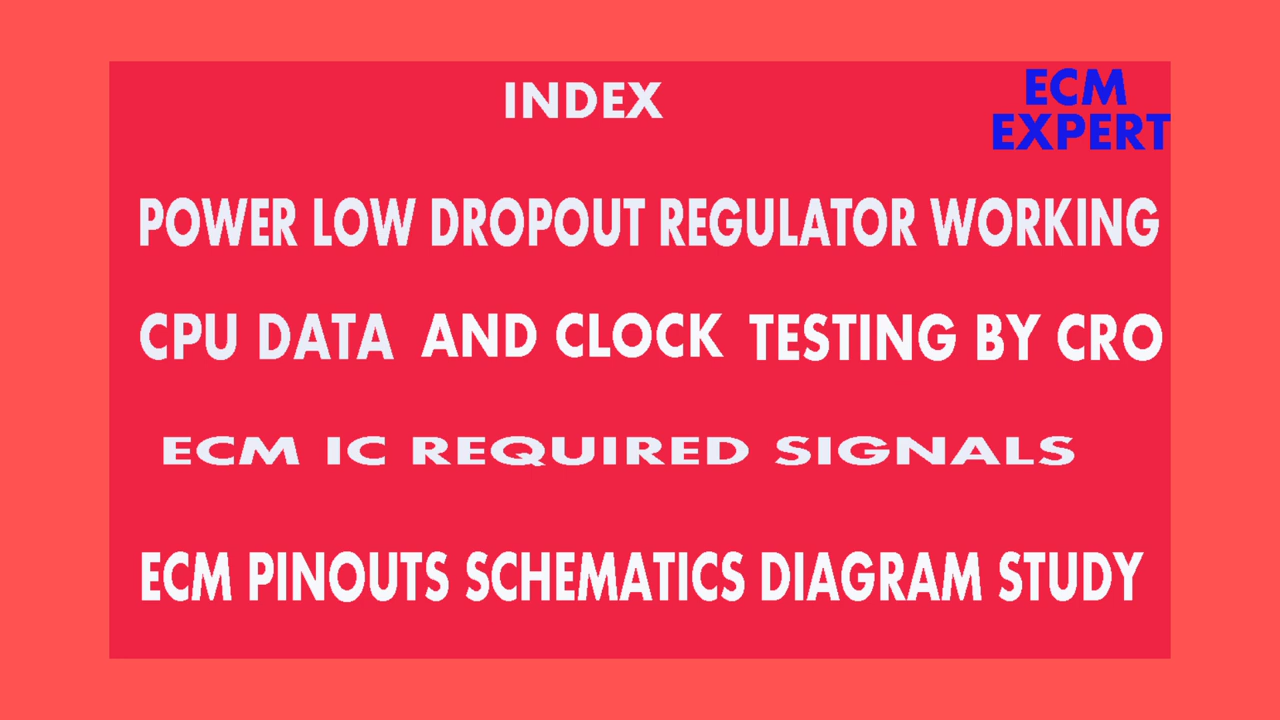 INDEX
ECM
EXPERT
POWER LOW DROPOUT REGULATOR WORKING
CPU DATA AND CLOCK TESTING BY CRO
ECM IC REQUIRED SIGNALS
ECM PINOUTS SCHEMATICS DIAGRAM STUDY